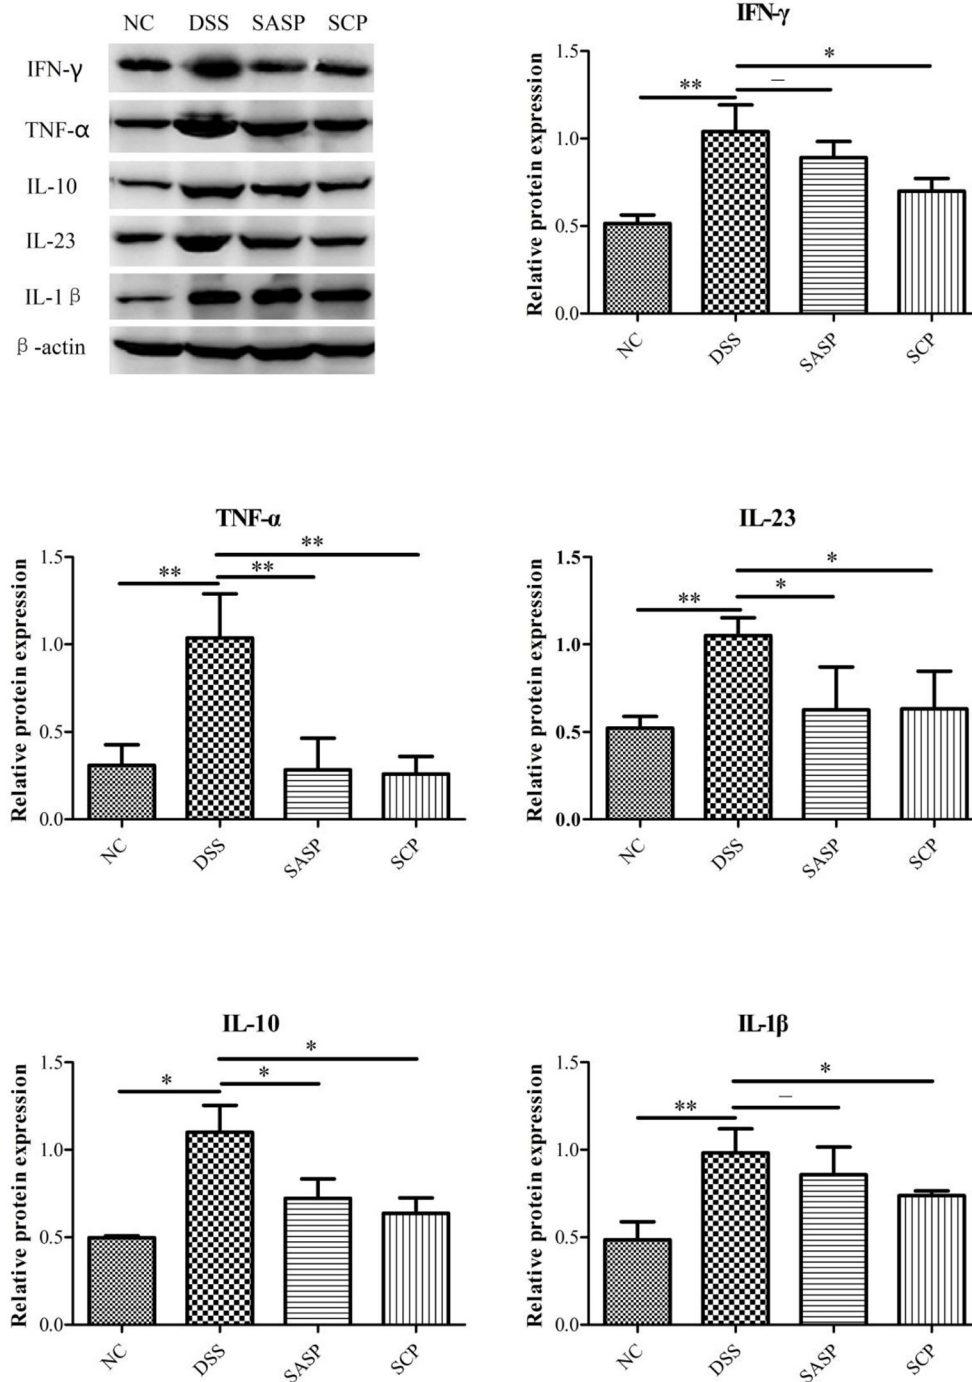 NC DSS SASP SCP
IFN-γ
TNF-α
IL-10
IL-23
IL-1 β
β -actin
IFN-γ
Relative protein expression
1.5
1.0
0.5
0.0
** – *
NC DSS SASP SCP
TNF-α
Relative protein expression
1.5
1.0
0.5
0.0
** ** **
NC DSS SASP SCP
IL-23
Relative protein expression
1.5
1.0
0.5
0.0
** * *
NC DSS SASP SCP
IL-10
Relative protein expression
1.5
1.0
0.5
0.0
* * *
NC DSS SASP SCP
IL-1β
Relative protein expression
1.5
1.0
0.5
0.0
** – *
NC DSS SASP SCP